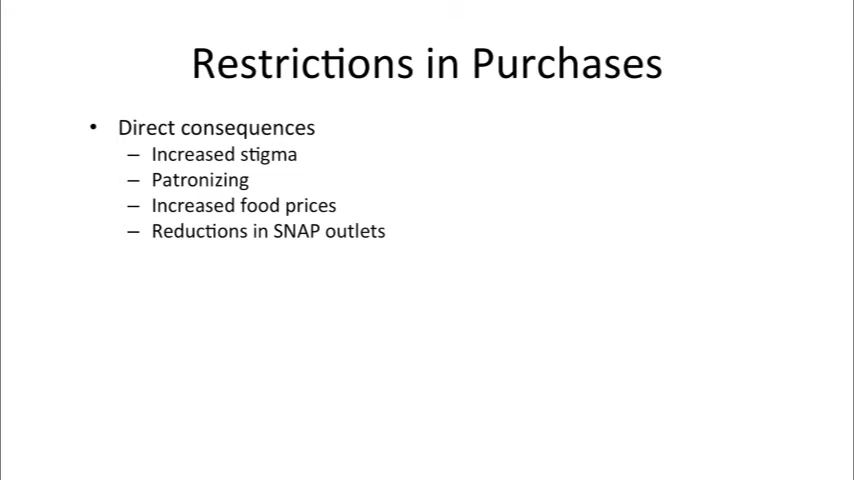 Restrictions in Purchases
• Direct consequences
– Increased stigma
– Patronizing
– Increased food prices
– Reductions in SNAP outlets